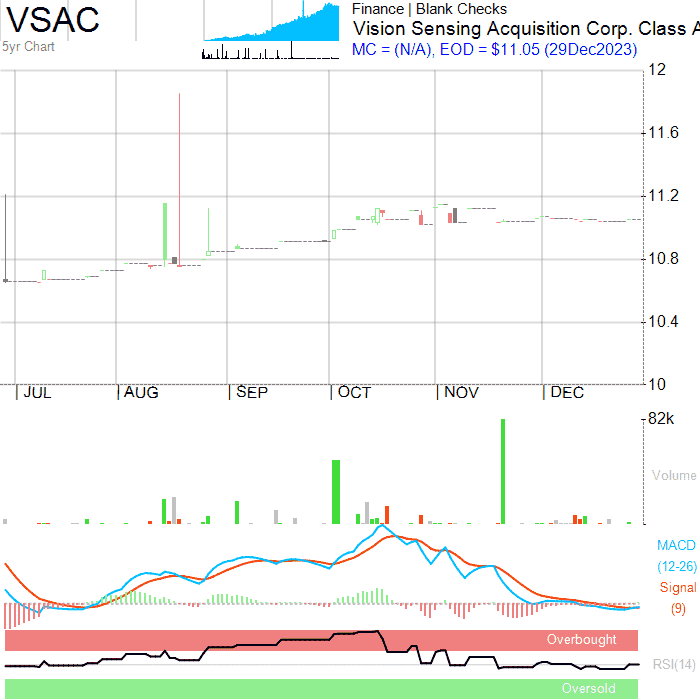 VSAC
5yr Chart
Finance | Blank Checks
Vision Sensing Acquisition Corp. Class A
MC = (N/A), EOD = $11.05 (29Dec2023)
12
11.6
11.2
10.8
10.4
10
JUL AUG SEP OCT NOV DEC
82k
Volume
MACD
(12-26)
Signal
(9)
Overbought
RSI(14)
Oversold